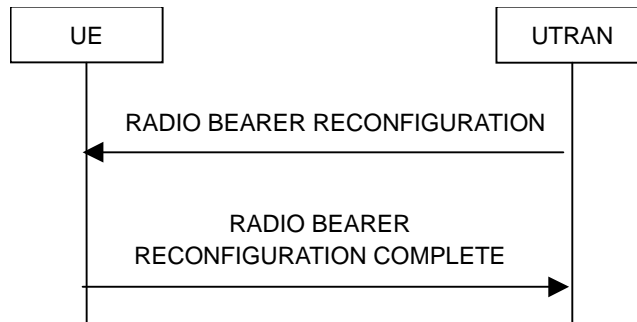 UE
UTRAN
RADIO BEARER RECONFIGURATION
RADIO BEARER
RECONFIGURATION COMPLETE